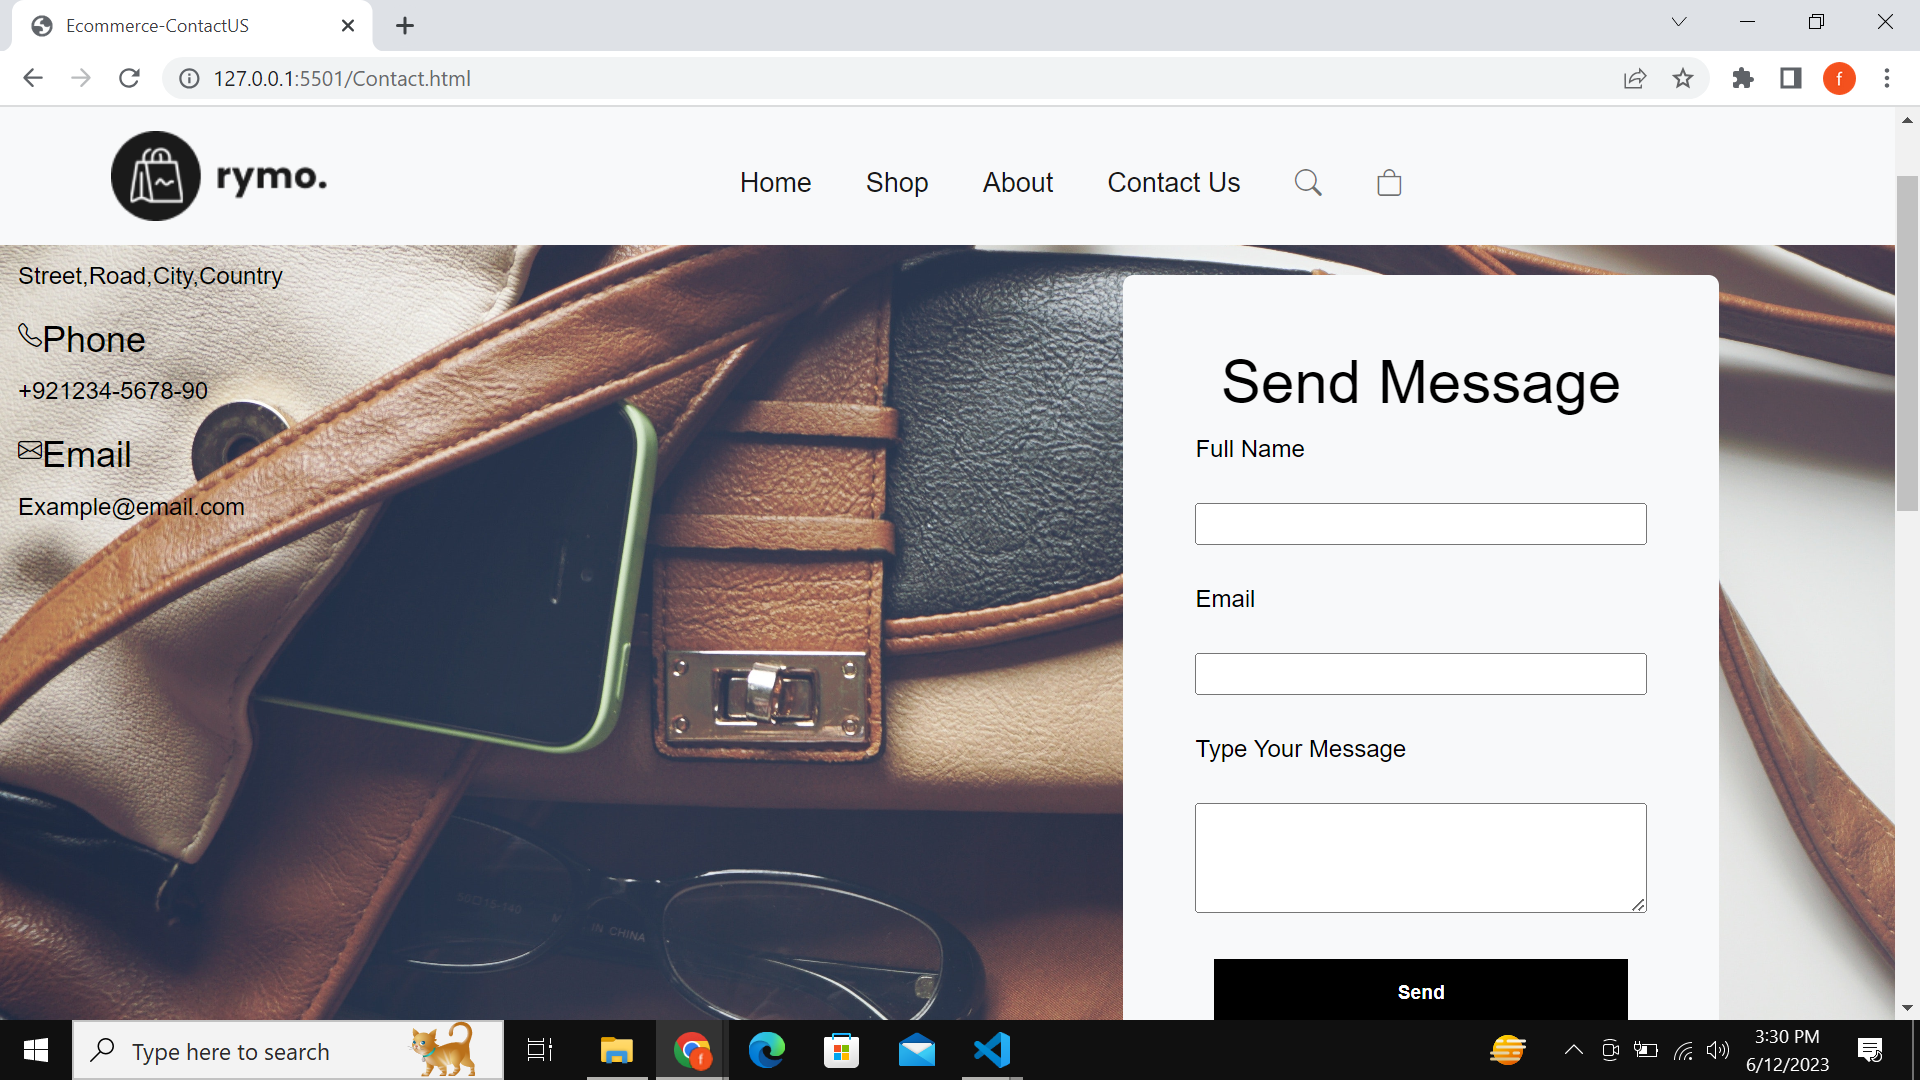 Ecommerce-ContactUS
127.0.0.1:5501/Contact.html
f
rymo.
Home
Shop
About
Contact Us
Street,Road,City,Country
Phone
+921234-5678-90
Email
Example@email.com
Send Message
Full Name
Email
Type Your Message
Send
IN CHINA
Type here to search
f
3:30 PM
6/12/2023